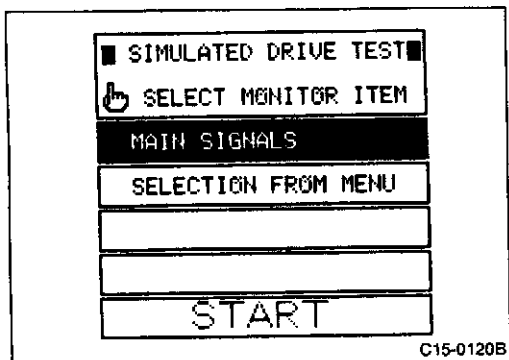 SIMULATED DRIVE TEST
SELECT MONITOR ITEM
MAIN SIGNALS
SELECTION FROM MENU
START
C15-0120B